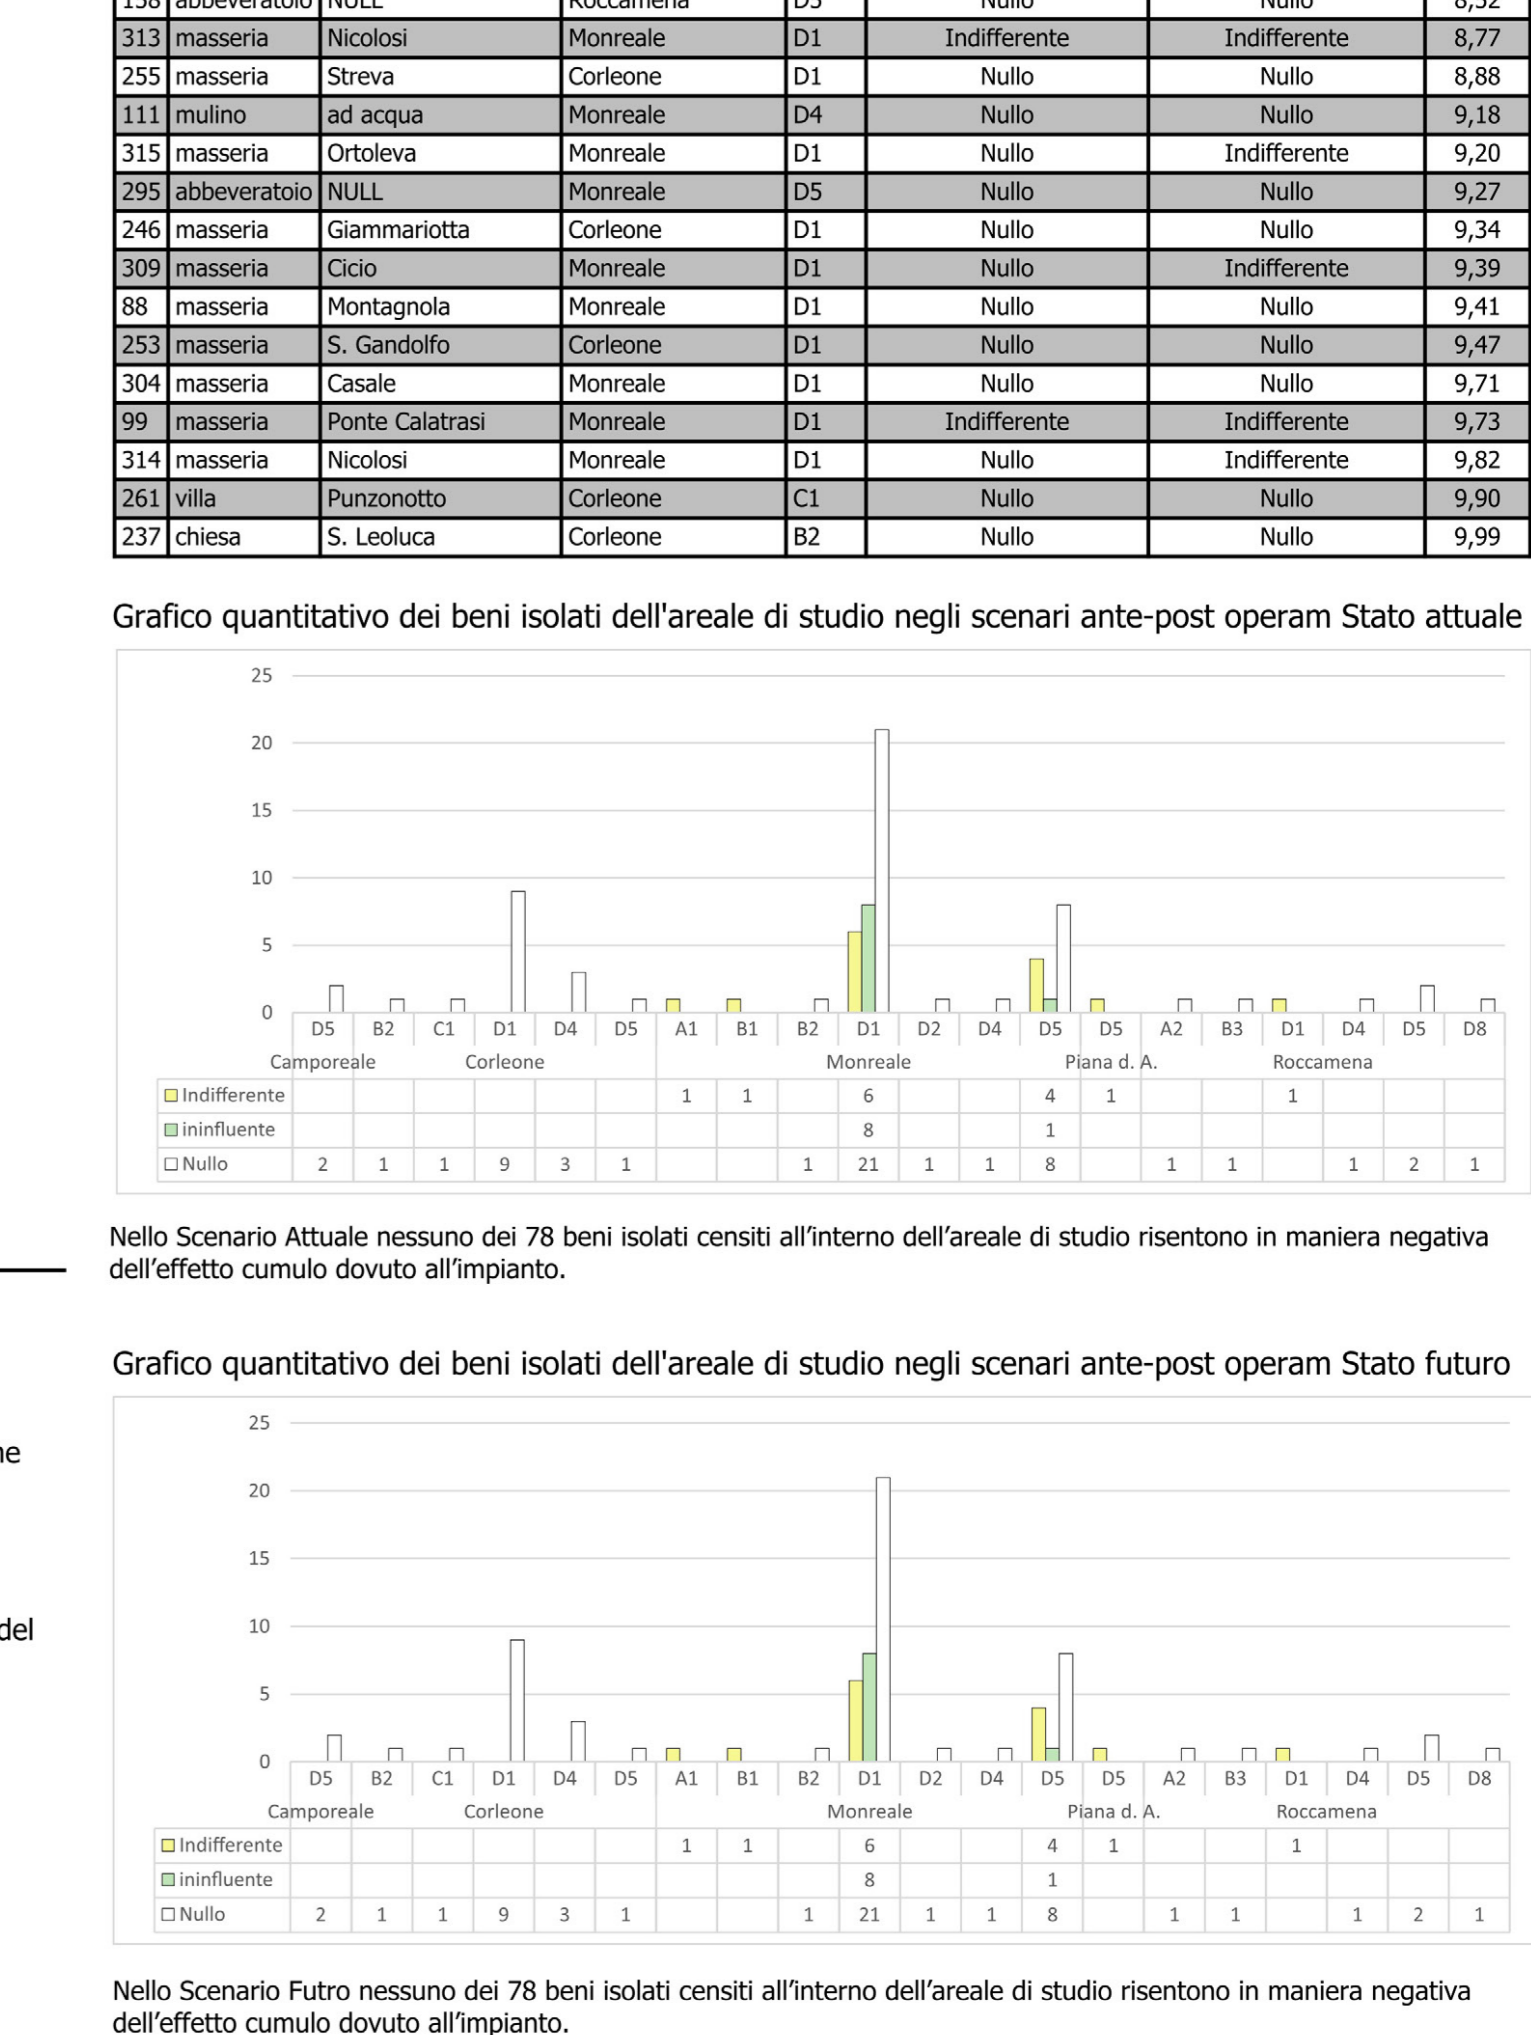 158 abbeveratoio NULL Roccamena D5 Nullo Nullo 8,52
313 masseria Nicolosi Monreale D1 Indifferente Indifferente 8,77
255 masseria Streva Corleone D1 Nullo Nullo 8,88
111 mulino ad acqua Monreale D4 Nullo Nullo 9,18
315 masseria Ortoleva Monreale D1 Nullo Indifferente 9,20
295 abbeveratoio NULL Monreale D5 Nullo Nullo 9,27
246 masseria Giammariotta Corleone D1 Nullo Nullo 9,34
309 masseria Cicio Monreale D1 Nullo Indifferente 9,39
88 masseria Montagnola Monreale D1 Nullo Nullo 9,41
253 masseria S. Gandolfo Corleone D1 Nullo Nullo 9,47
304 masseria Casale Monreale D1 Nullo Nullo 9,71
99 masseria Ponte Calatrasi Monreale D1 Indifferente Indifferente 9,73
314 masseria Nicolosi Monreale D1 Nullo Indifferente 9,82
261 villa Punzonotto Corleone C1 Nullo Nullo 9,90
237 chiesa S. Leoluca Corleone B2 Nullo Nullo 9,99
Grafico quantitativo dei beni isolati dell'areale di studio negli scenari ante-post operam Stato attuale
25
20
15
10
5
0
D5 B2 C1 D1 D4 D5 A1 B1 B2 D1 D2 D4 D5 D5 A2 B3 D1 D4 D5 D8
Camporeale Corleone Monreale Piana d. A. Roccamena
Indifferente 1 1 6 4 1 1
ininfluente 8 1
Nullo 2 1 1 9 3 1 1 21 1 1 8 1 1 1 2 1
Nello Scenario Attuale nessuno dei 78 beni isolati censiti all’interno dell’areale di studio risentono in maniera negativa
dell’effetto cumulo dovuto all’impianto.
Grafico quantitativo dei beni isolati dell'areale di studio negli scenari ante-post operam Stato futuro
25
20
15
10
5
0
D5 B2 C1 D1 D4 D5 A1 B1 B2 D1 D2 D4 D5 D5 A2 B3 D1 D4 D5 D8
Camporeale Corleone Monreale Piana d. A. Roccamena
Indifferente 1 1 6 4 1 1
ininfluente 8 1
Nullo 2 1 1 9 3 1 1 21 1 1 8 1 1 1 2 1
Nello Scenario Futro nessuno dei 78 beni isolati censiti all’interno dell’areale di studio risentono in maniera negativa
dell’effetto cumulo dovuto all’impianto.
del